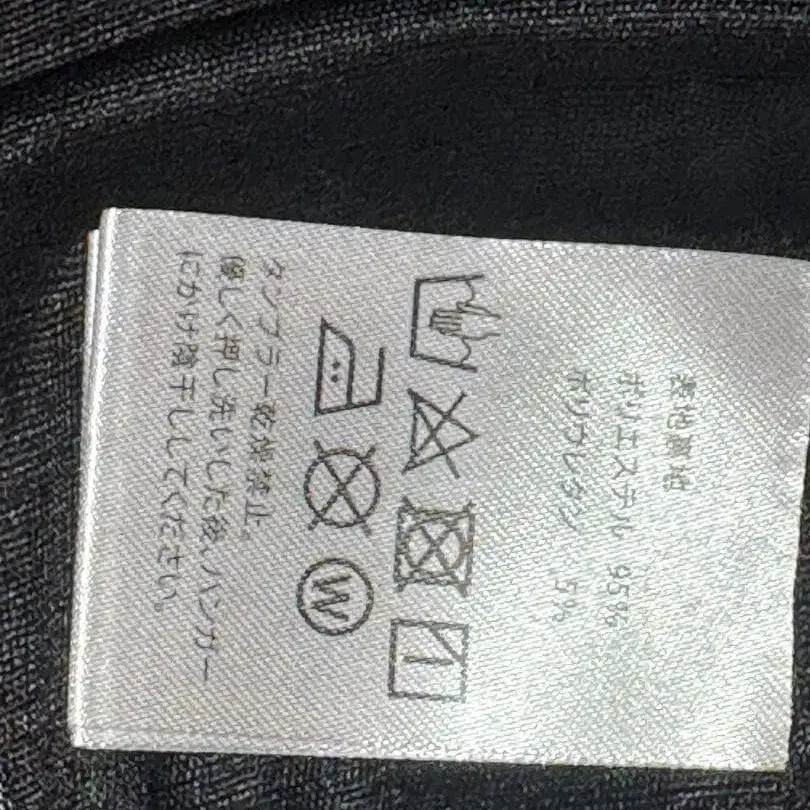 表地裏地
ポリエステル 95%
ポリウレタン 5%
W
タンブラー乾燥禁止。
優しく押し洗いした後、ハンガー
にかけ陰干ししてください。